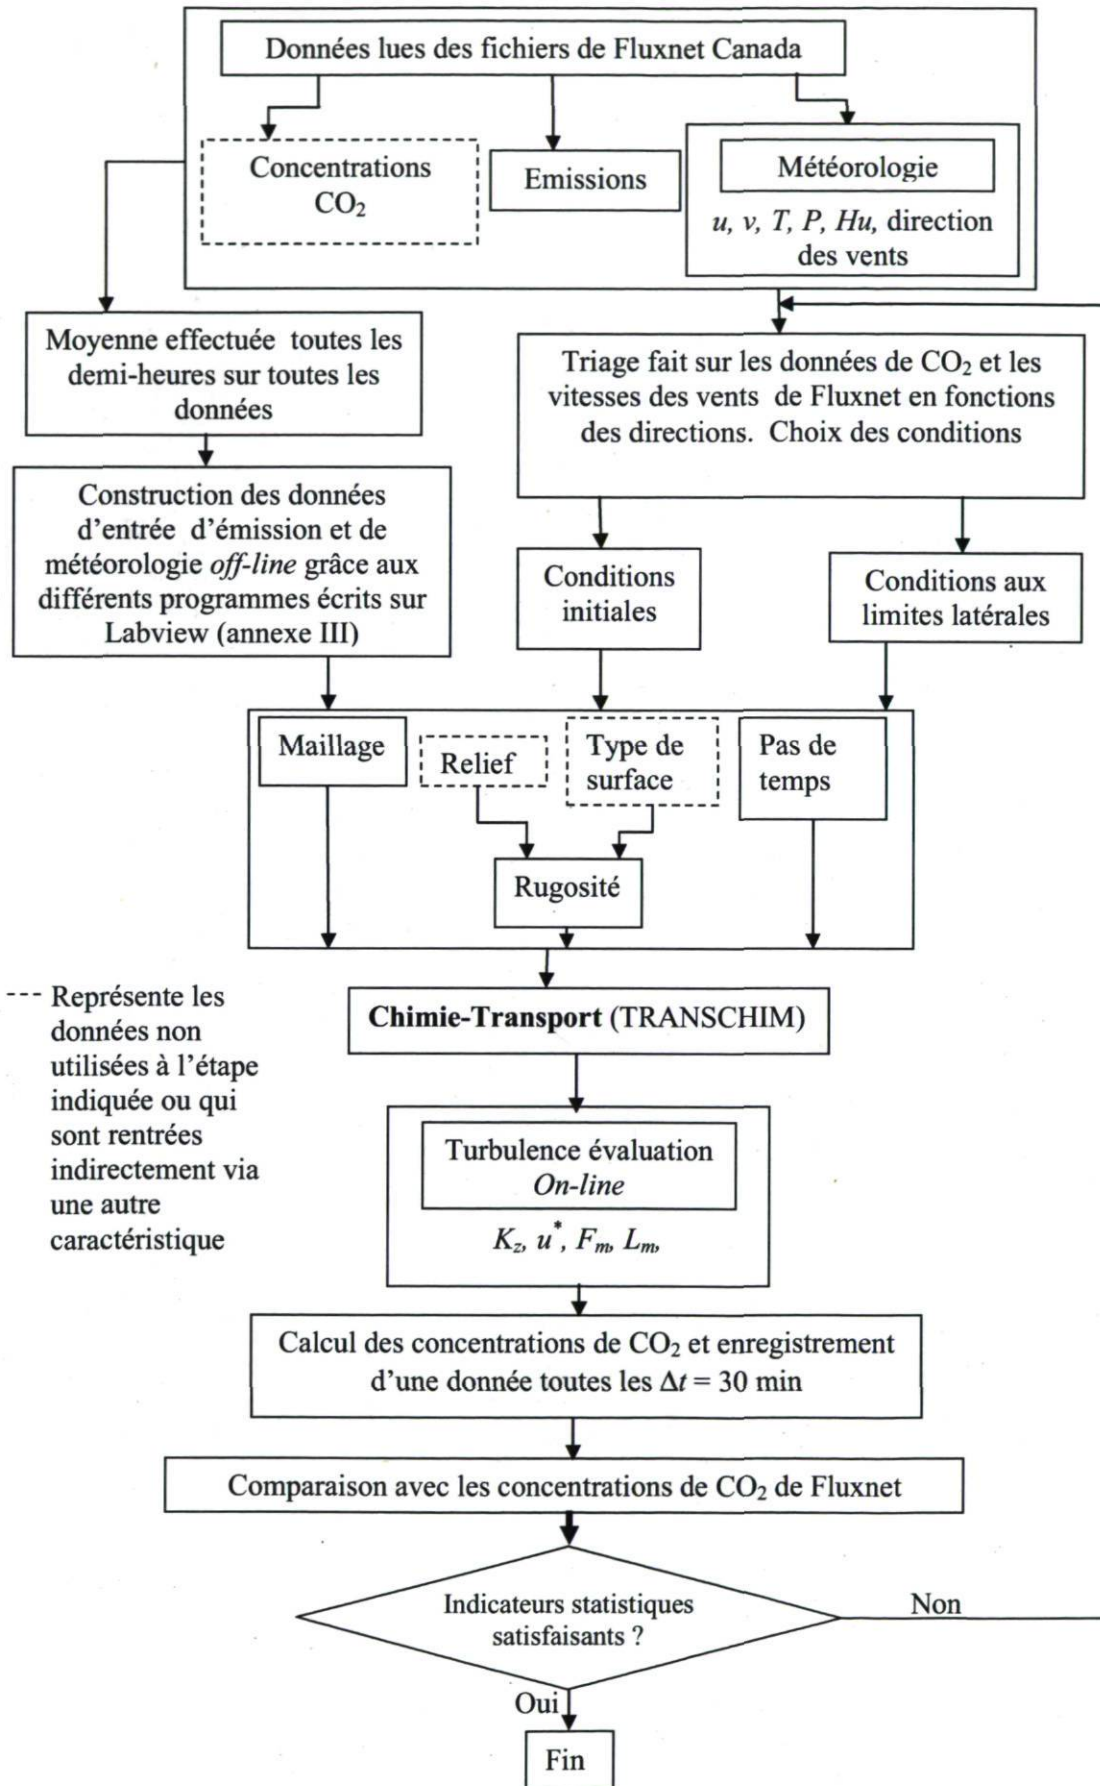 Données lues des fichiers de Fluxnet Canada
Concentrations
CO₂
Emissions
Météorologie
u, v, T, P, Hu, direction
des vents
Moyenne effectuée toutes les
demi-heures sur toutes les
données
Triage fait sur les données de CO₂ et les
vitesses des vents de Fluxnet en fonctions
des directions. Choix des conditions
Construction des données
d'entrée d'émission et de
météorologie off-line grâce aux
différents programmes écrits sur
Labview (annexe III)
Conditions
initiales
Conditions aux
limites latérales
Maillage
Relief
Type de
surface
Pas de
temps
Rugosité
--- Représente les
données non
utilisées à l'étape
indiquée ou qui
sont rentrées
indirectement via
une autre
caractéristique
Chimie-Transport (TRANSCHIM)
Turbulence évaluation
On-line
K_z, u*, F_m, L_m,
Calcul des concentrations de CO₂ et enregistrement
d'une donnée toutes les Δt = 30 min
Comparaison avec les concentrations de CO₂ de Fluxnet
Indicateurs statistiques
satisfaisants ?
Non
Oui
Fin